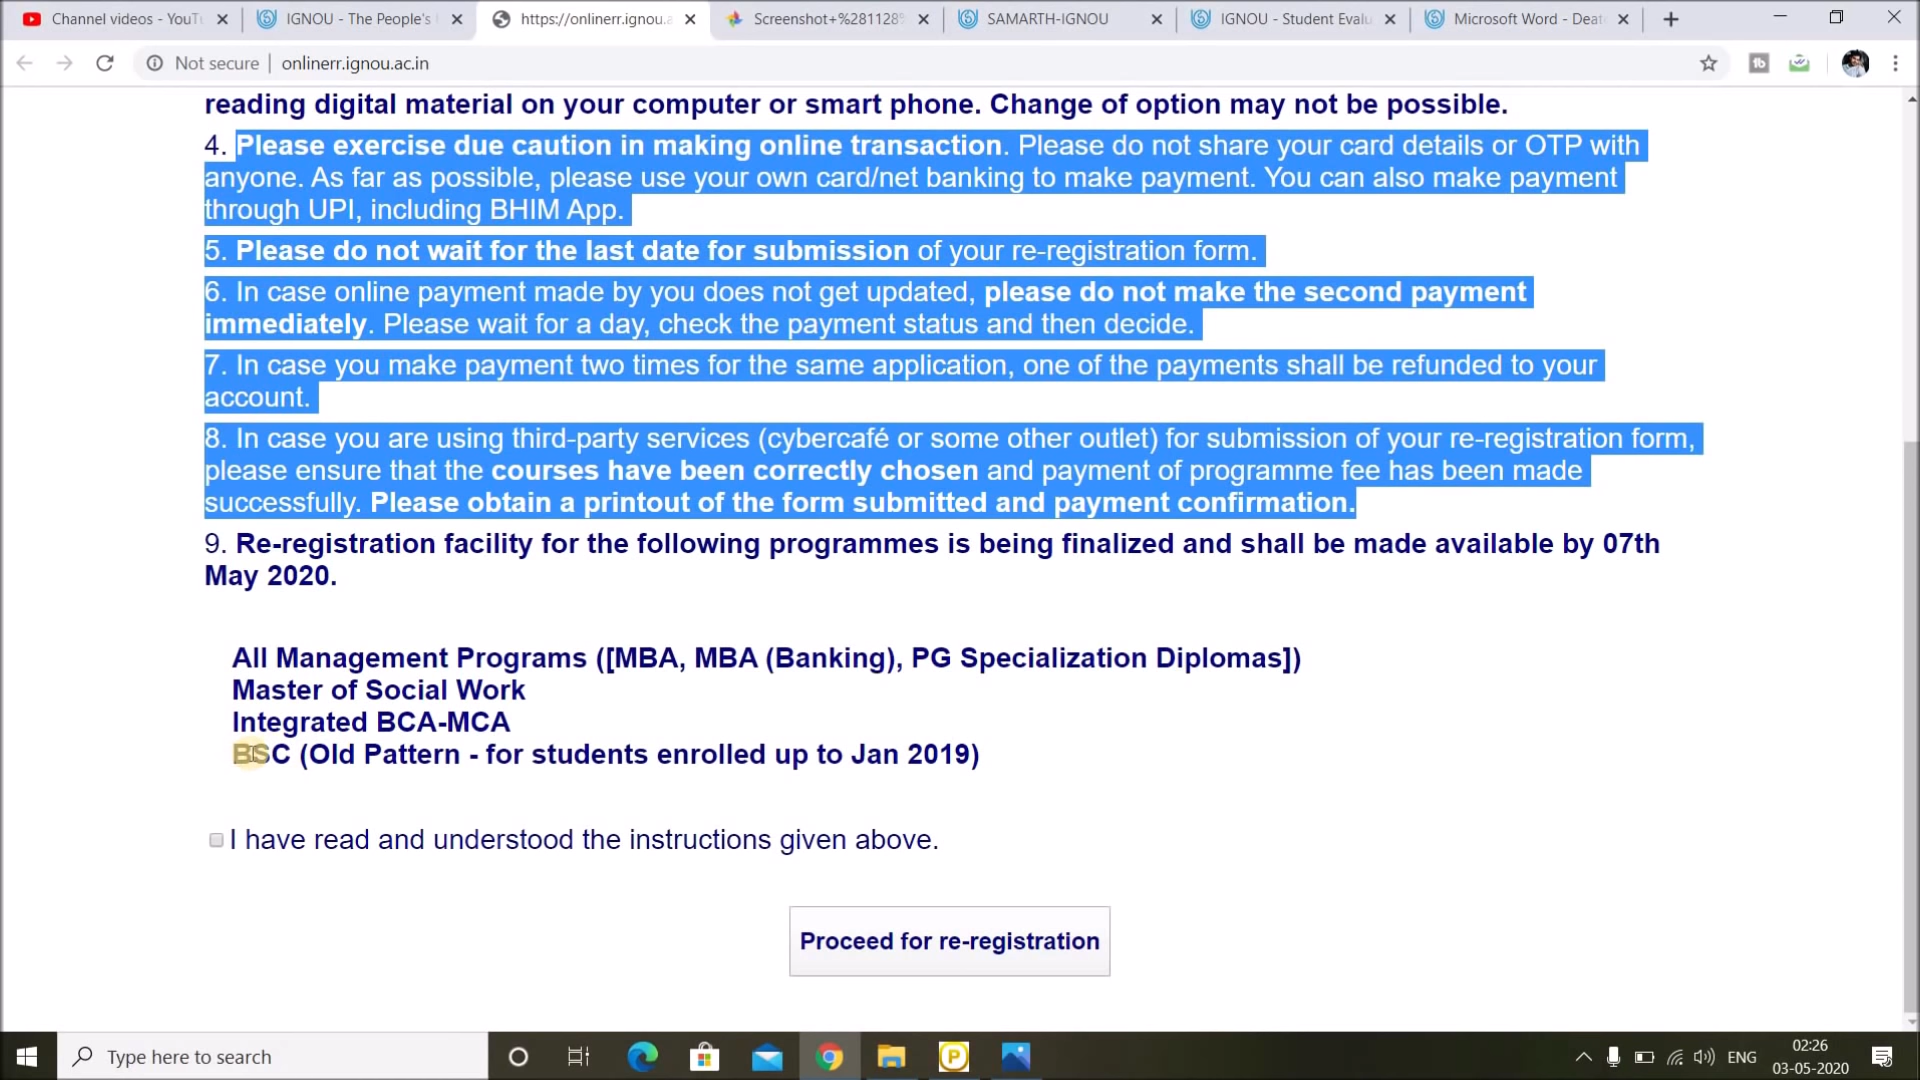 Channel videos - YouTu
IGNOU - The People's
https://onlinerr.ignou.a
Screenshot+%281128%
SAMARTH-IGNOU
IGNOU - Student Evalu
Microsoft Word - Deat
Not secure
onlinerr.ignou.ac.in
reading digital material on your computer or smart phone. Change of option may not be possible.
4. Please exercise due caution in making online transaction. Please do not share your card details or OTP with
anyone. As far as possible, please use your own card/net banking to make payment. You can also make payment
through UPI, including BHIM App.
5. Please do not wait for the last date for submission of your re-registration form.
6. In case online payment made by you does not get updated, please do not make the second payment
immediately. Please wait for a day, check the payment status and then decide.
7. In case you make payment two times for the same application, one of the payments shall be refunded to your
account.
8. In case you are using third-party services (cybercafé or some other outlet) for submission of your re-registration form,
please ensure that the courses have been correctly chosen and payment of programme fee has been made
successfully. Please obtain a printout of the form submitted and payment confirmation.
9. Re-registration facility for the following programmes is being finalized and shall be made available by 07th
May 2020.
All Management Programs ([MBA, MBA (Banking), PG Specialization Diplomas])
Master of Social Work
Integrated BCA-MCA
BSC (Old Pattern - for students enrolled up to Jan 2019)
I have read and understood the instructions given above.
Proceed for re-registration
Type here to search
ENG
02:26
03-05-2020